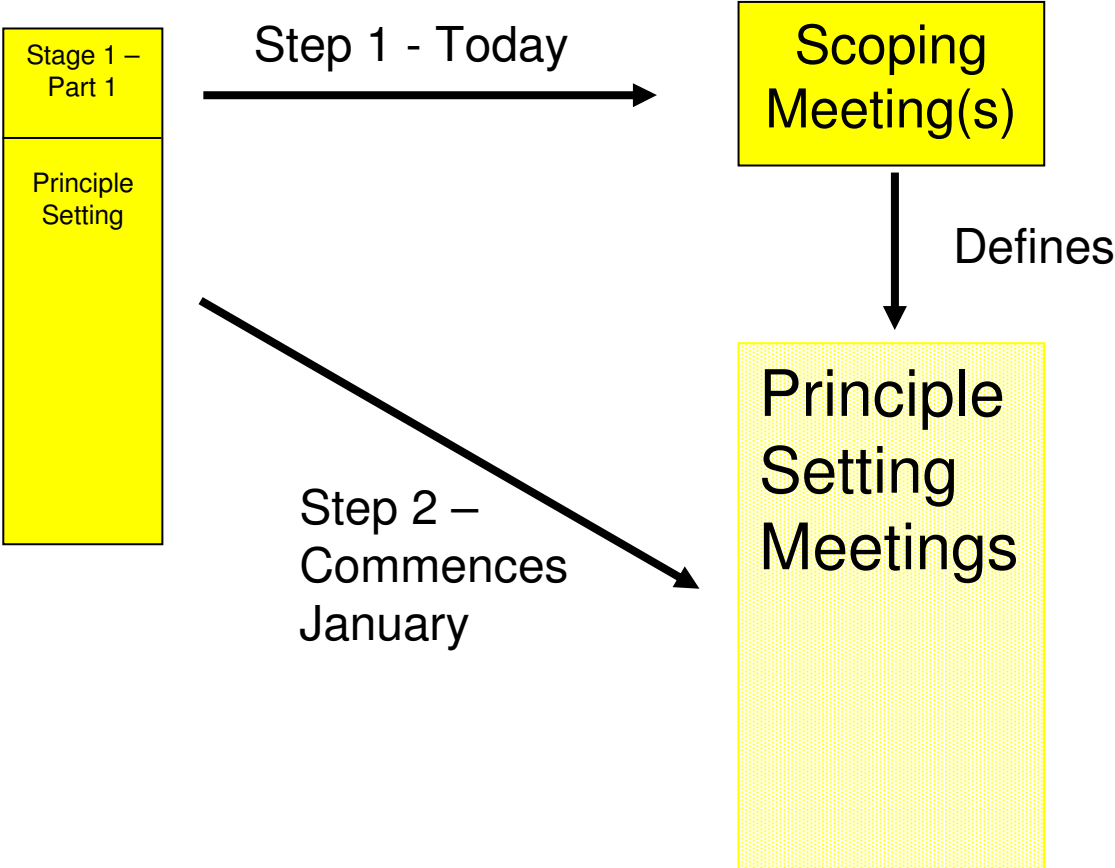 Stage 1 –
Part 1
Principle
Setting
Step 1 - Today
Scoping
Meeting(s)
Defines
Step 2 –
Commences
January
Principle
Setting
Meetings